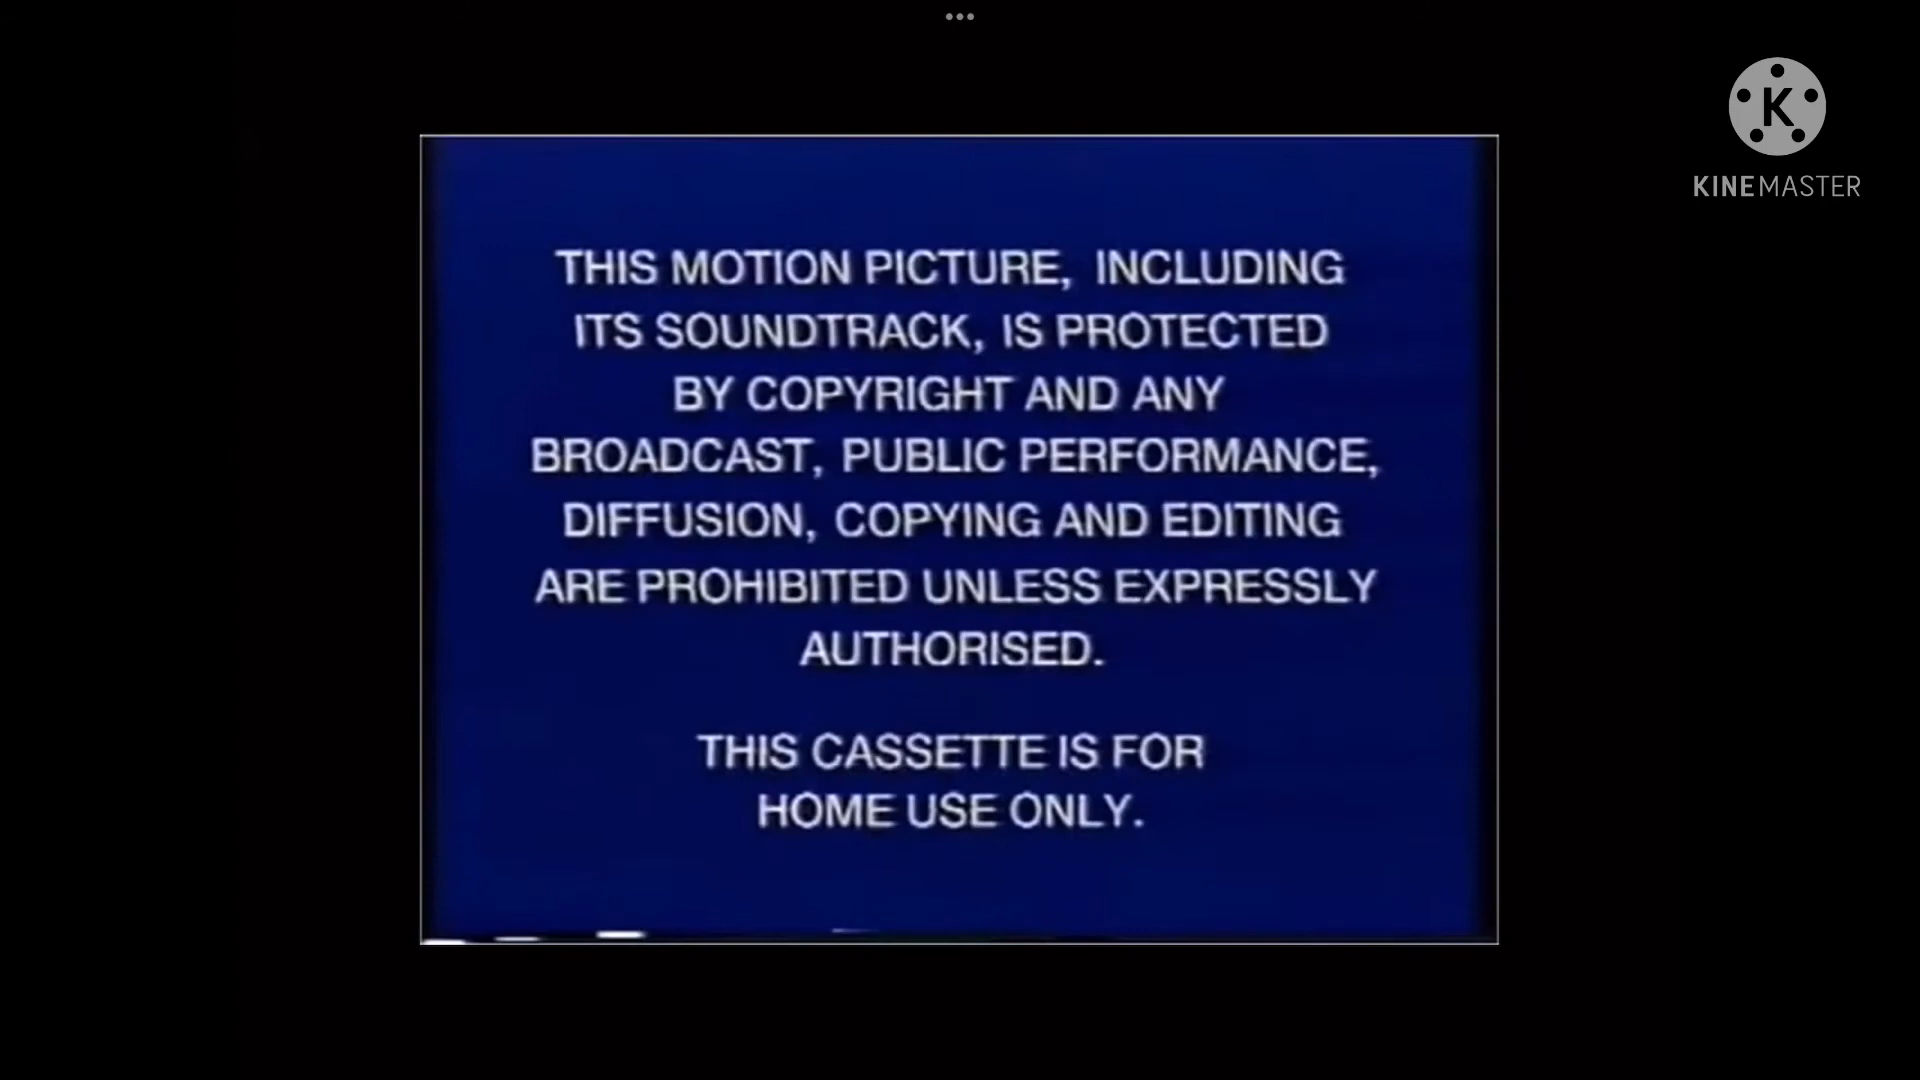 KINEMASTER
THIS MOTION PICTURE, INCLUDING
ITS SOUNDTRACK, IS PROTECTED
BY COPYRIGHT AND ANY
BROADCAST, PUBLIC PERFORMANCE,
DIFFUSION, COPYING AND EDITING
ARE PROHIBITED UNLESS EXPRESSLY
AUTHORISED.
THIS CASSETTE IS FOR
HOME USE ONLY.